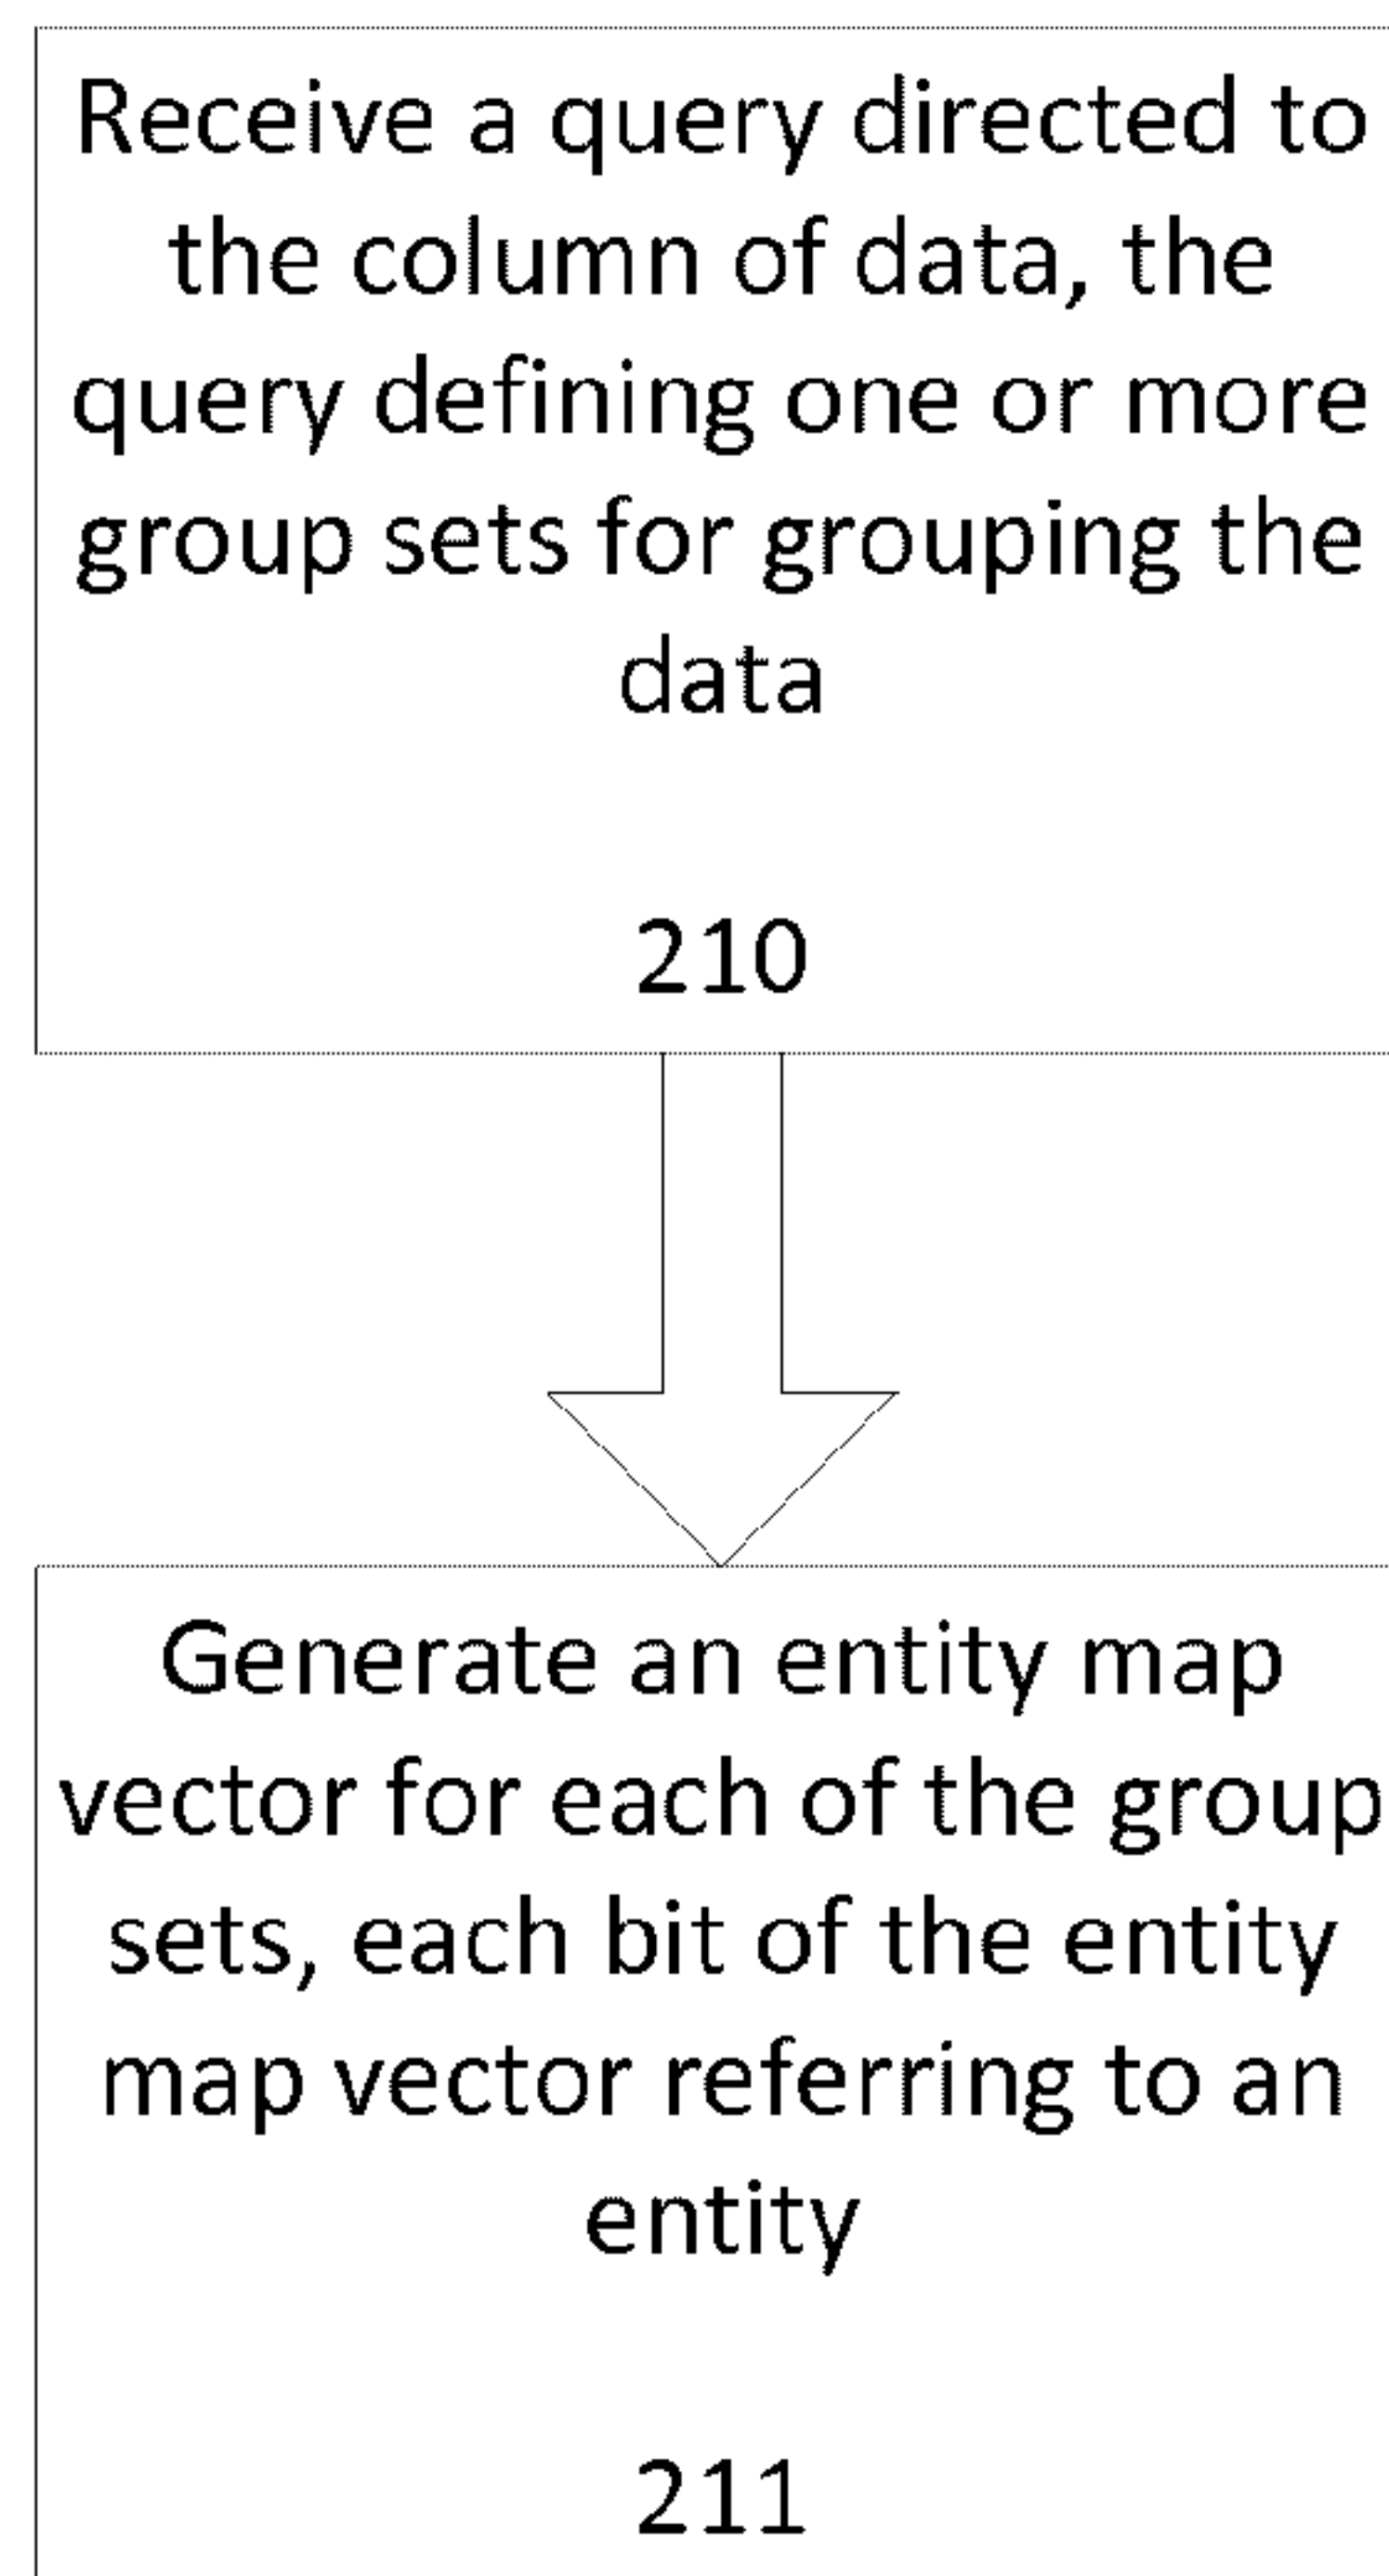 Receive a query directed to
the column of data, the
query defining one or more
group sets for grouping the
data
210
Generate an entity map
vector for each of the group
sets, each bit of the entity
map vector referring to an
entity
211